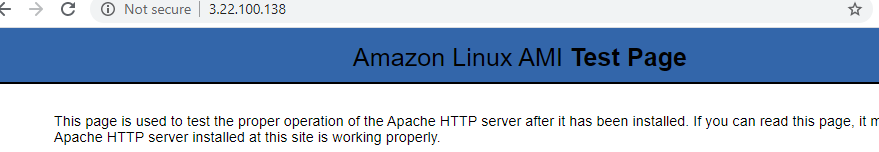 Not secure | 3.22.100.138
Amazon Linux AMI Test Page
This page is used to test the proper operation of the Apache HTTP server after it has been installed. If you can read this page, it
Apache HTTP server installed at this site is working properly.